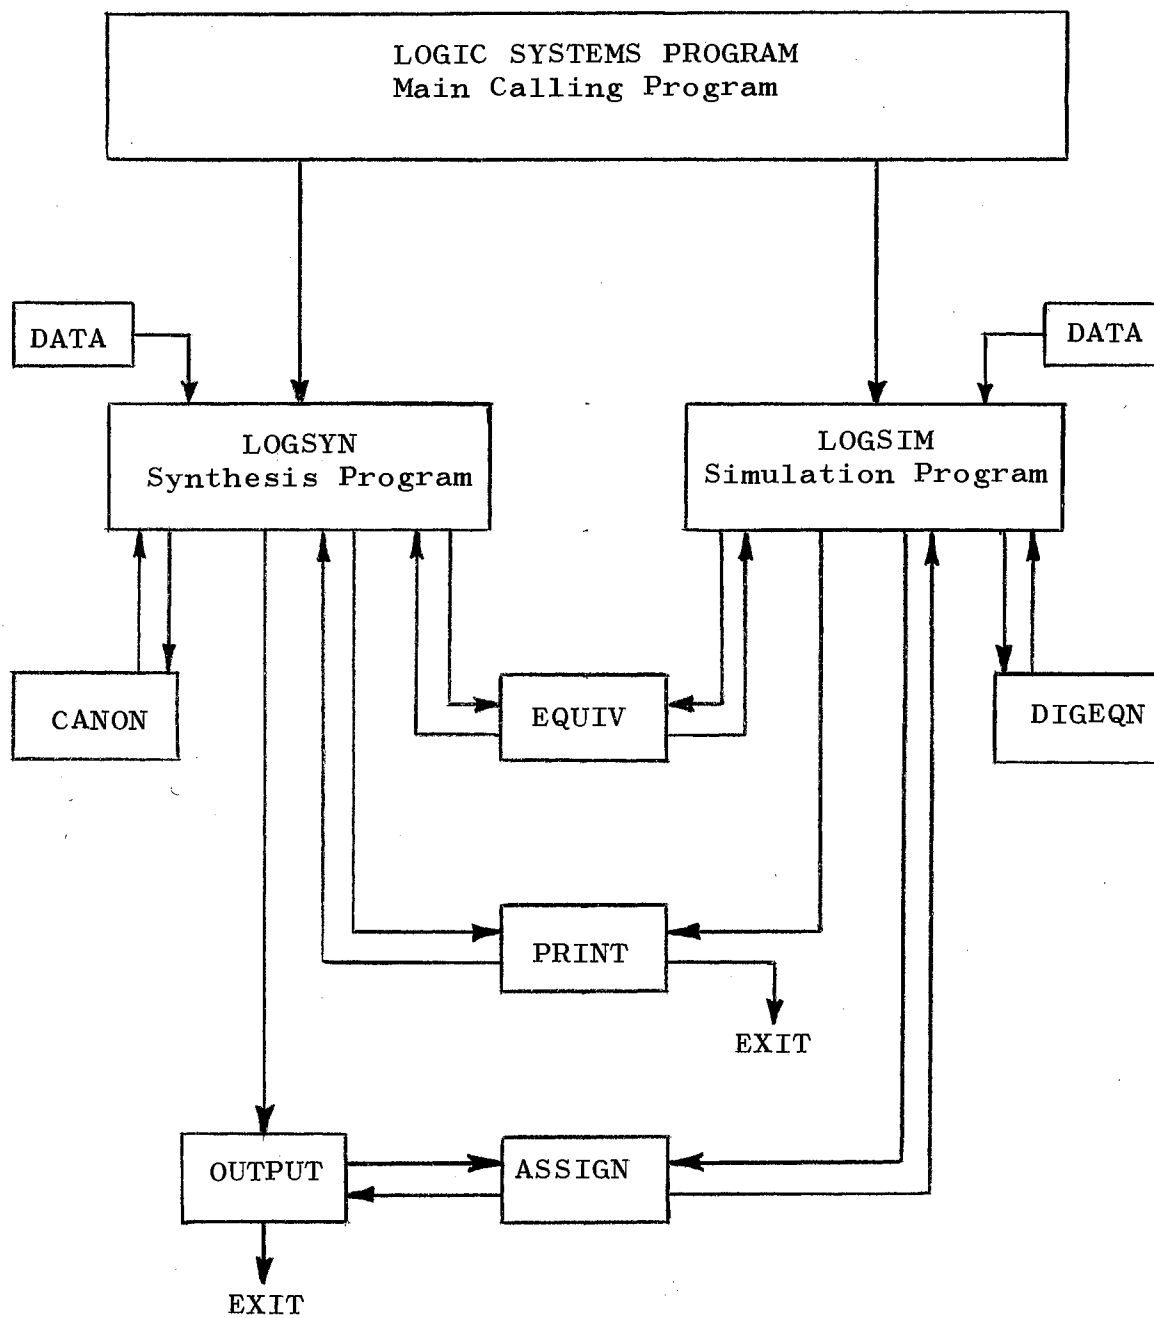 LOGIC SYSTEMS PROGRAM
Main Calling Program
DATA
DATA
LOGSYN
Synthesis Program
LOGSIM
Simulation Program
CANON
EQUIV
DIGEQN
PRINT
EXIT
OUTPUT
ASSIGN
EXIT